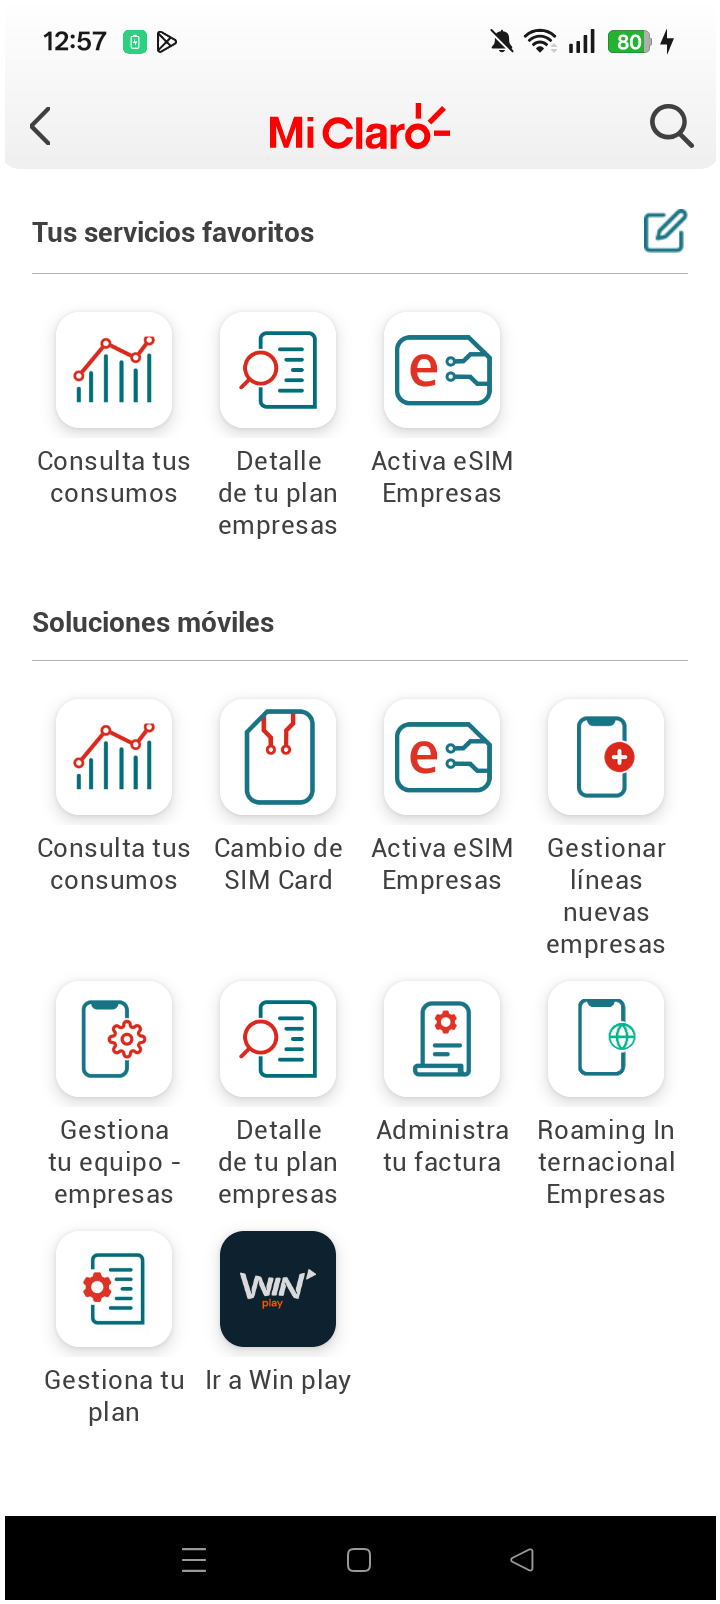 12:57
80
Mi Claro
Tus servicios favoritos
Consulta tus
consumos
Detalle
de tu plan
empresas
e
Activa eSIM
Empresas
Soluciones móviles
Consulta tus
consumos
Cambio de
SIM Card
e
Activa eSIM
Empresas
Gestionar
líneas
nuevas
empresas
Gestiona
tu equipo -
empresas
Detalle
de tu plan
empresas
Administra
tu factura
Roaming In
ternacional
Empresas
Gestiona tu
plan
WIN
play
Ir a Win play